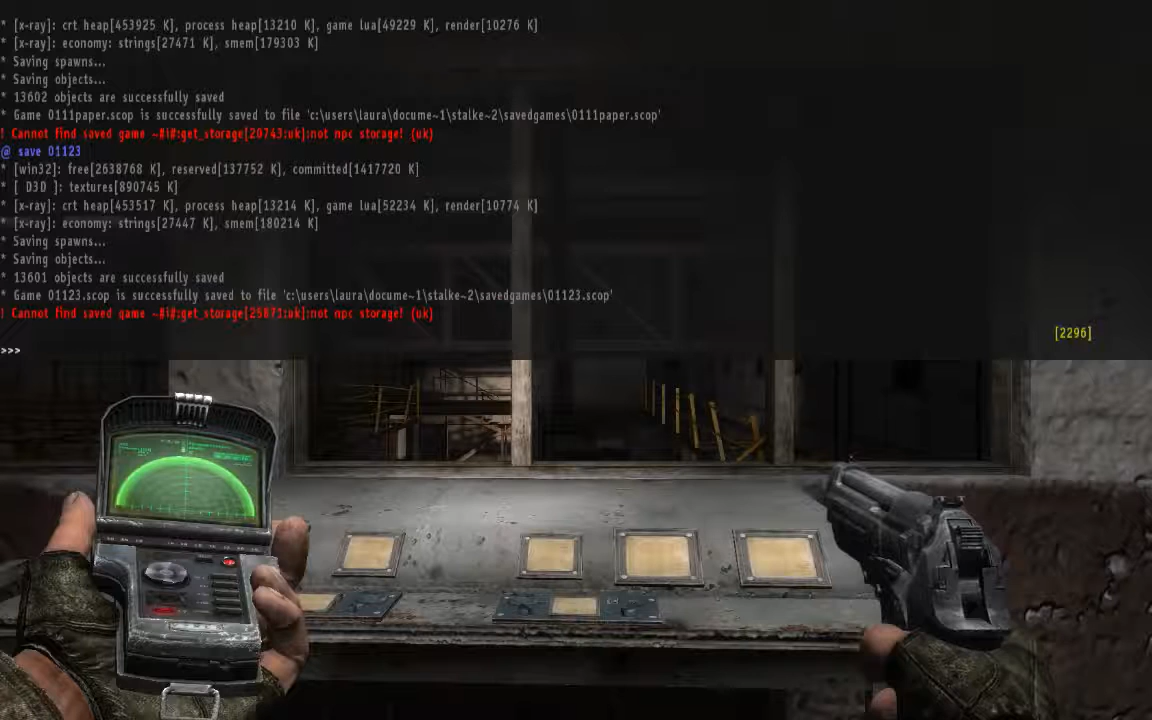 * [x-ray]: crt heap[453925 K], process heap[13210 K], game lua[49229 K], render[10276 K]
* [x-ray]: economy: strings[27471 K], smem[179303 K]
* Saving spawns...
* Saving objects...
* 13602 objects are successfully saved
* Game 0111paper.scop is successfully saved to file 'c:\users\laura\docume~1\stalke~2\savedgames\0111paper.scop'
! Cannot find saved game ~#i#:get_storage[20743:uk]:not npc storage! (uk)
@ save 01123
* [win32]: free[2638768 K], reserved[137752 K], committed[1417720 K]
* [ D3D ]: textures[890745 K]
* [x-ray]: crt heap[453517 K], process heap[13214 K], game lua[52234 K], render[10774 K]
* [x-ray]: economy: strings[27447 K], smem[180214 K]
* Saving spawns...
* Saving objects...
* 13601 objects are successfully saved
* Game 01123.scop is successfully saved to file 'c:\users\laura\docume~1\stalke~2\savedgames\01123.scop'
! Cannot find saved game ~#i#:get_storage[25871:uk]:not npc storage! (uk)
[2296]
>>>